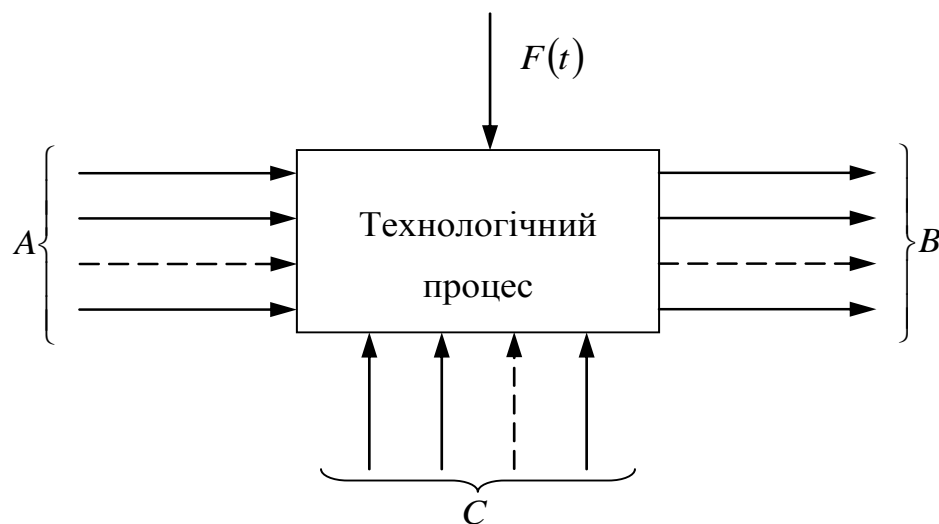 F(t)
A
Технологічний
процес
B
C